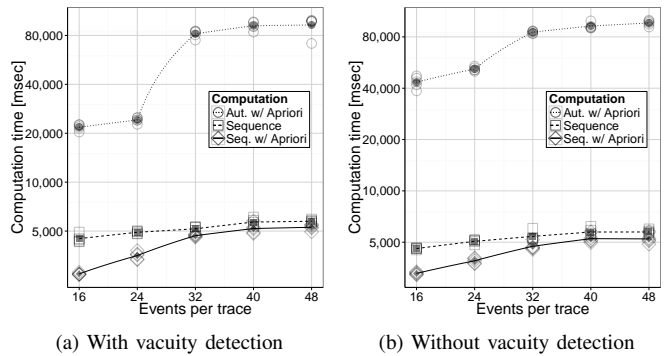 80,000
40,000
20,000
10,000
5,000
Computation time [msec]
Computation
Aut. w/ Apriori
Sequence
Seq. w/ Apriori
16 24 32 40 48
Events per trace
(a) With vacuity detection
80,000
40,000
20,000
10,000
5,000
Computation time [msec]
Computation
Aut. w/ Apriori
Sequence
Seq. w/ Apriori
16 24 32 40 48
Events per trace
(b) Without vacuity detection